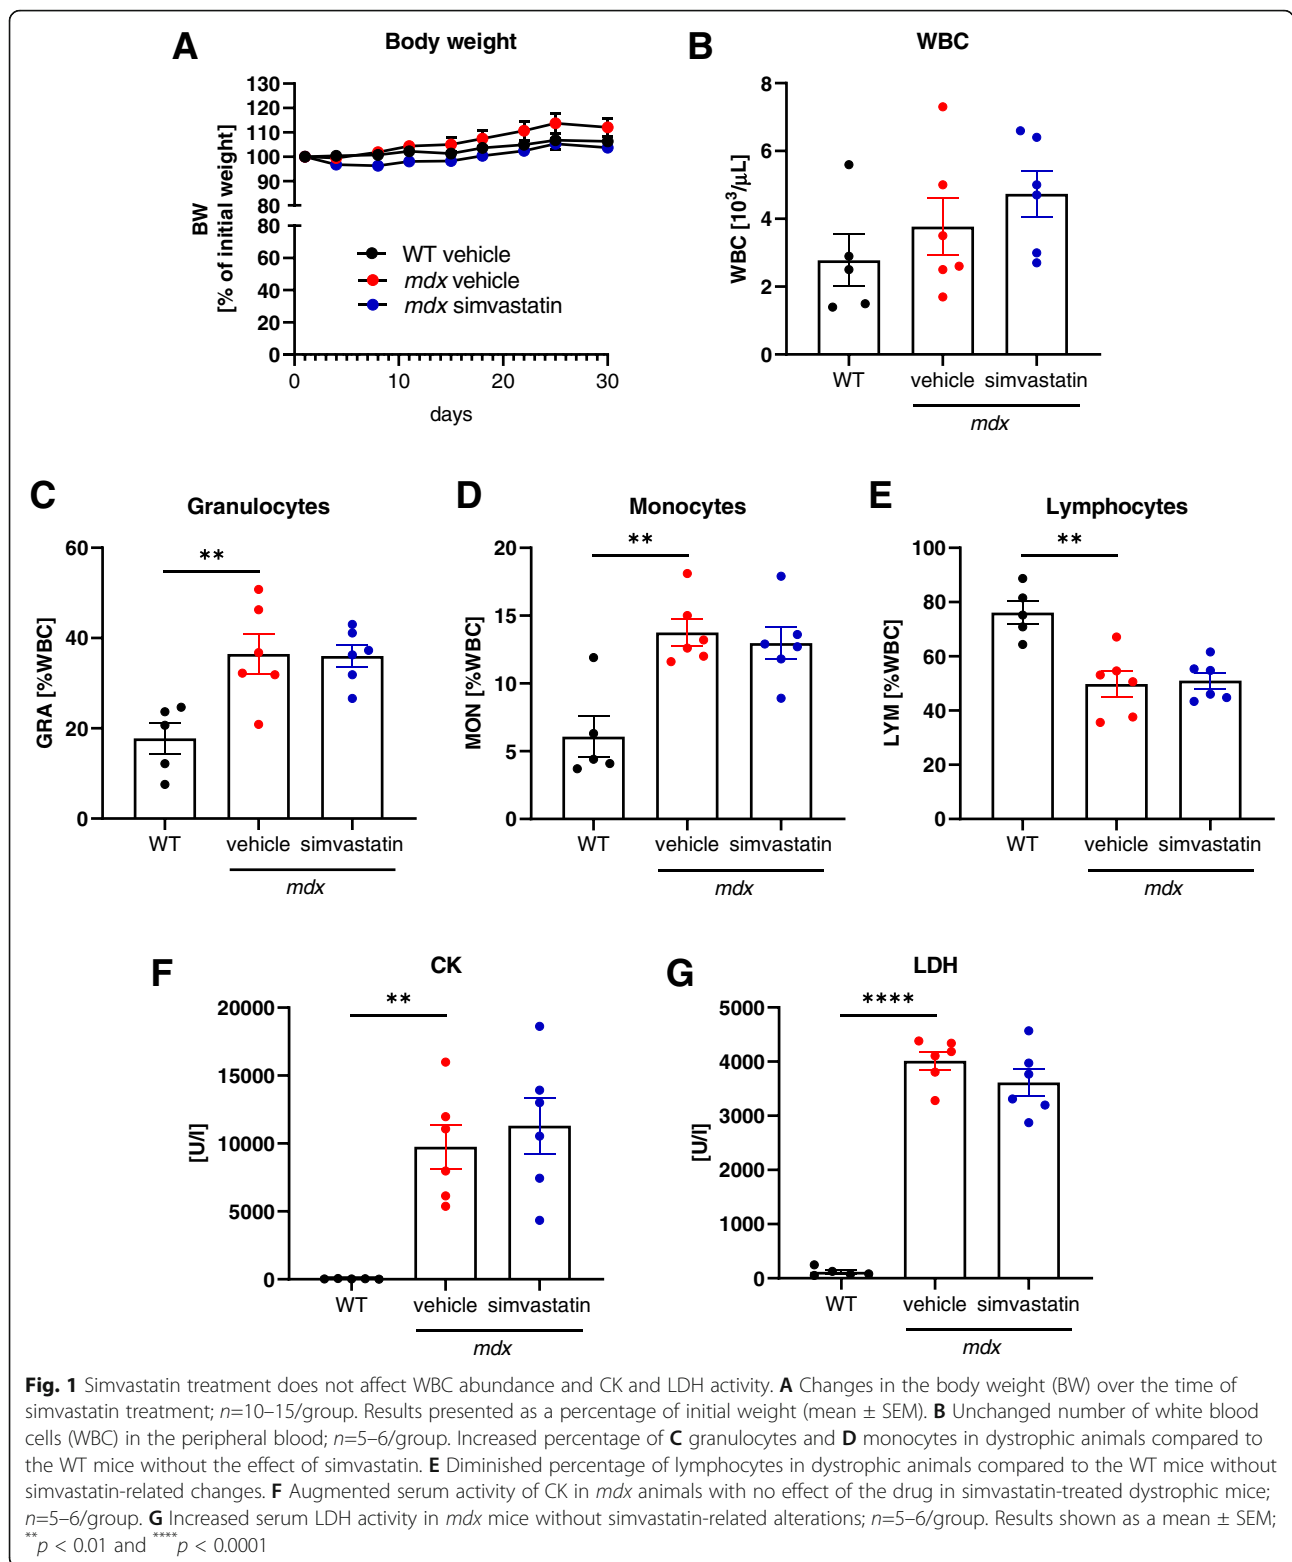 A Body weight
BW
[% of initial weight]
130
120
110
100
90
80
80
60
40
20
0
WT vehicle
mdx vehicle
mdx simvastatin
0 10 20 30
days
B WBC
WBC [10³/μL]
8
6
4
2
0
WT vehicle simvastatin
mdx
C Granulocytes
GRA [%WBC]
60
40
20
0
**
WT vehicle simvastatin
mdx
D Monocytes
MON [%WBC]
20
15
10
5
0
**
WT vehicle simvastatin
mdx
E Lymphocytes
LYM [%WBC]
100
80
60
40
20
0
**
WT vehicle simvastatin
mdx
F CK
[U/l]
20000
15000
10000
5000
0
**
WT vehicle simvastatin
mdx
G LDH
[U/l]
5000
4000
3000
2000
1000
0
****
WT vehicle simvastatin
mdx
Fig. 1 Simvastatin treatment does not affect WBC abundance and CK and LDH activity. A Changes in the body weight (BW) over the time of
simvastatin treatment; n=10–15/group. Results presented as a percentage of initial weight (mean ± SEM). B Unchanged number of white blood
cells (WBC) in the peripheral blood; n=5–6/group. Increased percentage of C granulocytes and D monocytes in dystrophic animals compared to
the WT mice without the effect of simvastatin. E Diminished percentage of lymphocytes in dystrophic animals compared to the WT mice without
simvastatin-related changes. F Augmented serum activity of CK in mdx animals with no effect of the drug in simvastatin-treated dystrophic mice;
n=5–6/group. G Increased serum LDH activity in mdx mice without simvastatin-related alterations; n=5–6/group. Results shown as a mean ± SEM;
**p < 0.01 and ****p < 0.0001